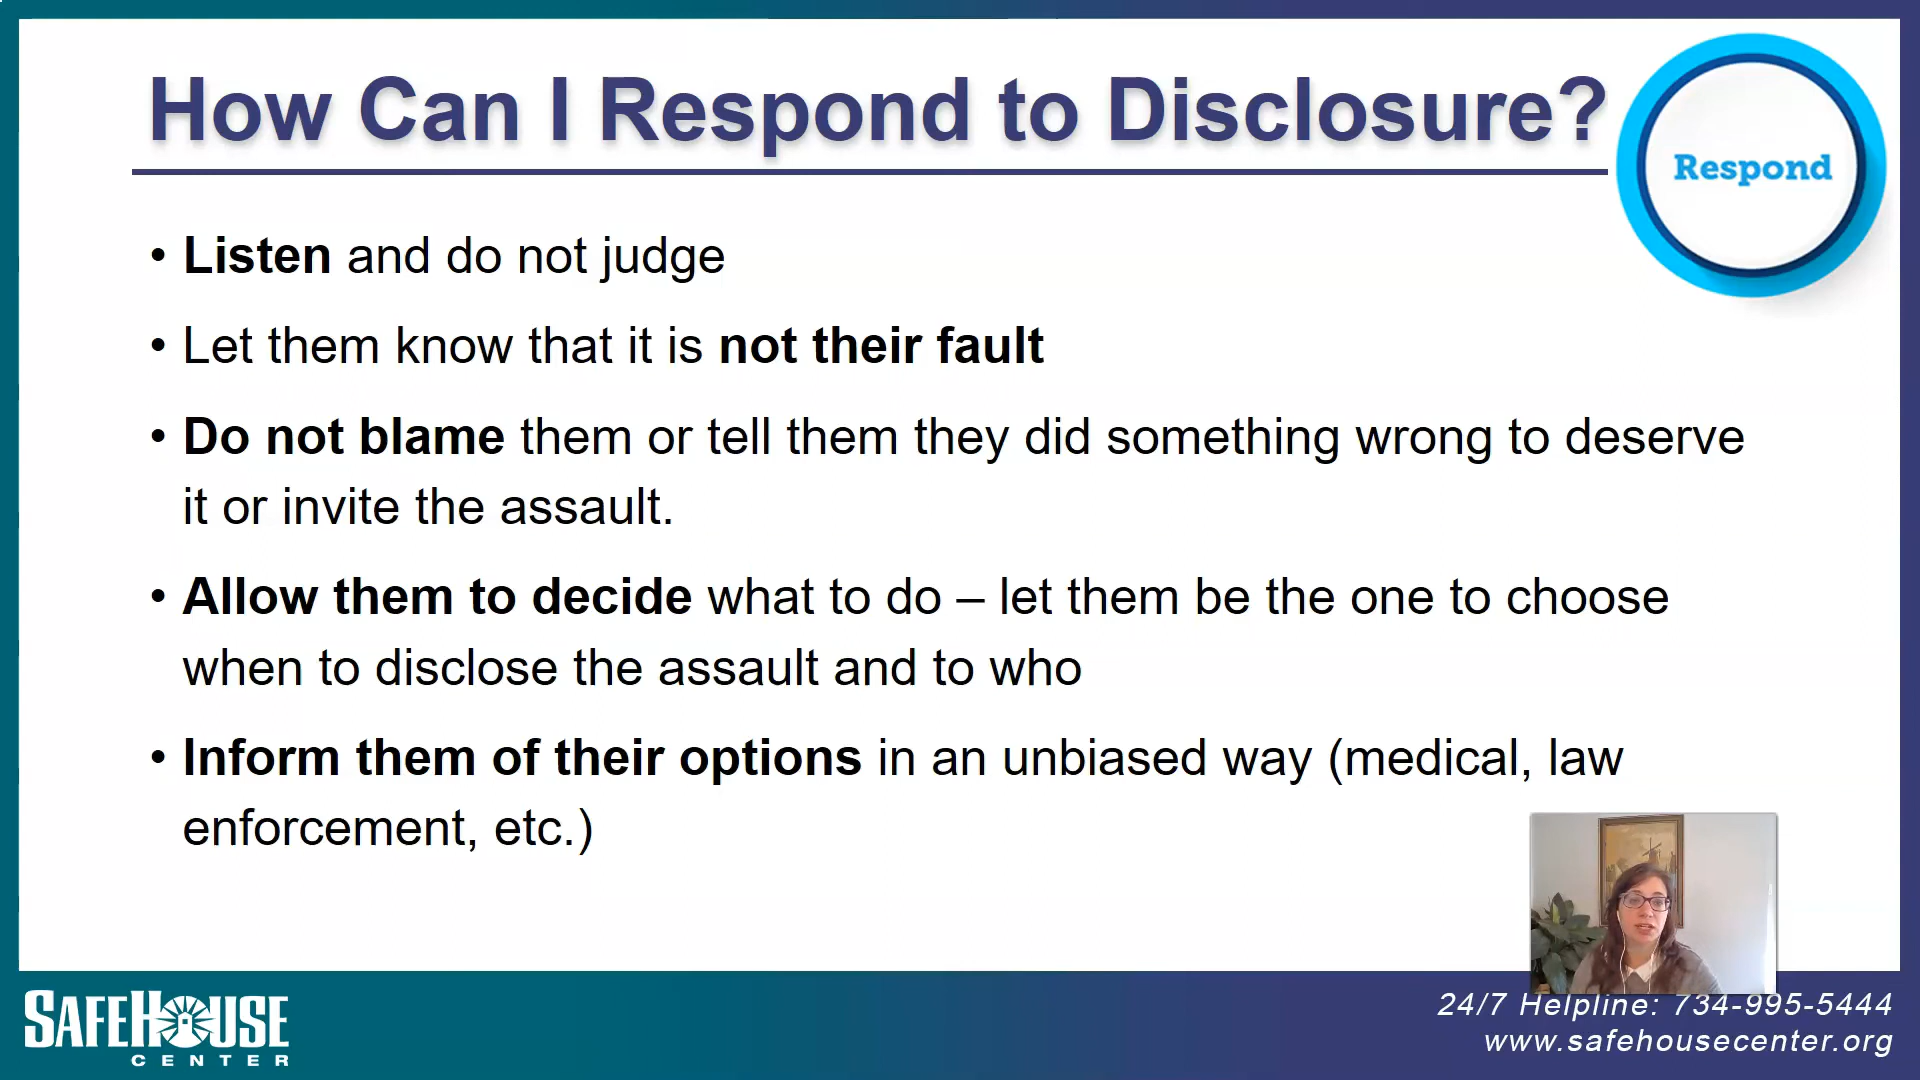 How Can I Respond to Disclosure?
Respond
• Listen and do not judge
• Let them know that it is not their fault
• Do not blame them or tell them they did something wrong to deserve
it or invite the assault.
• Allow them to decide what to do – let them be the one to choose
when to disclose the assault and to who
• Inform them of their options in an unbiased way (medical, law
enforcement, etc.)
SAFEHOUSE
CENTER
24/7 Helpline: 734-995-5444
www.safehousecenter.org